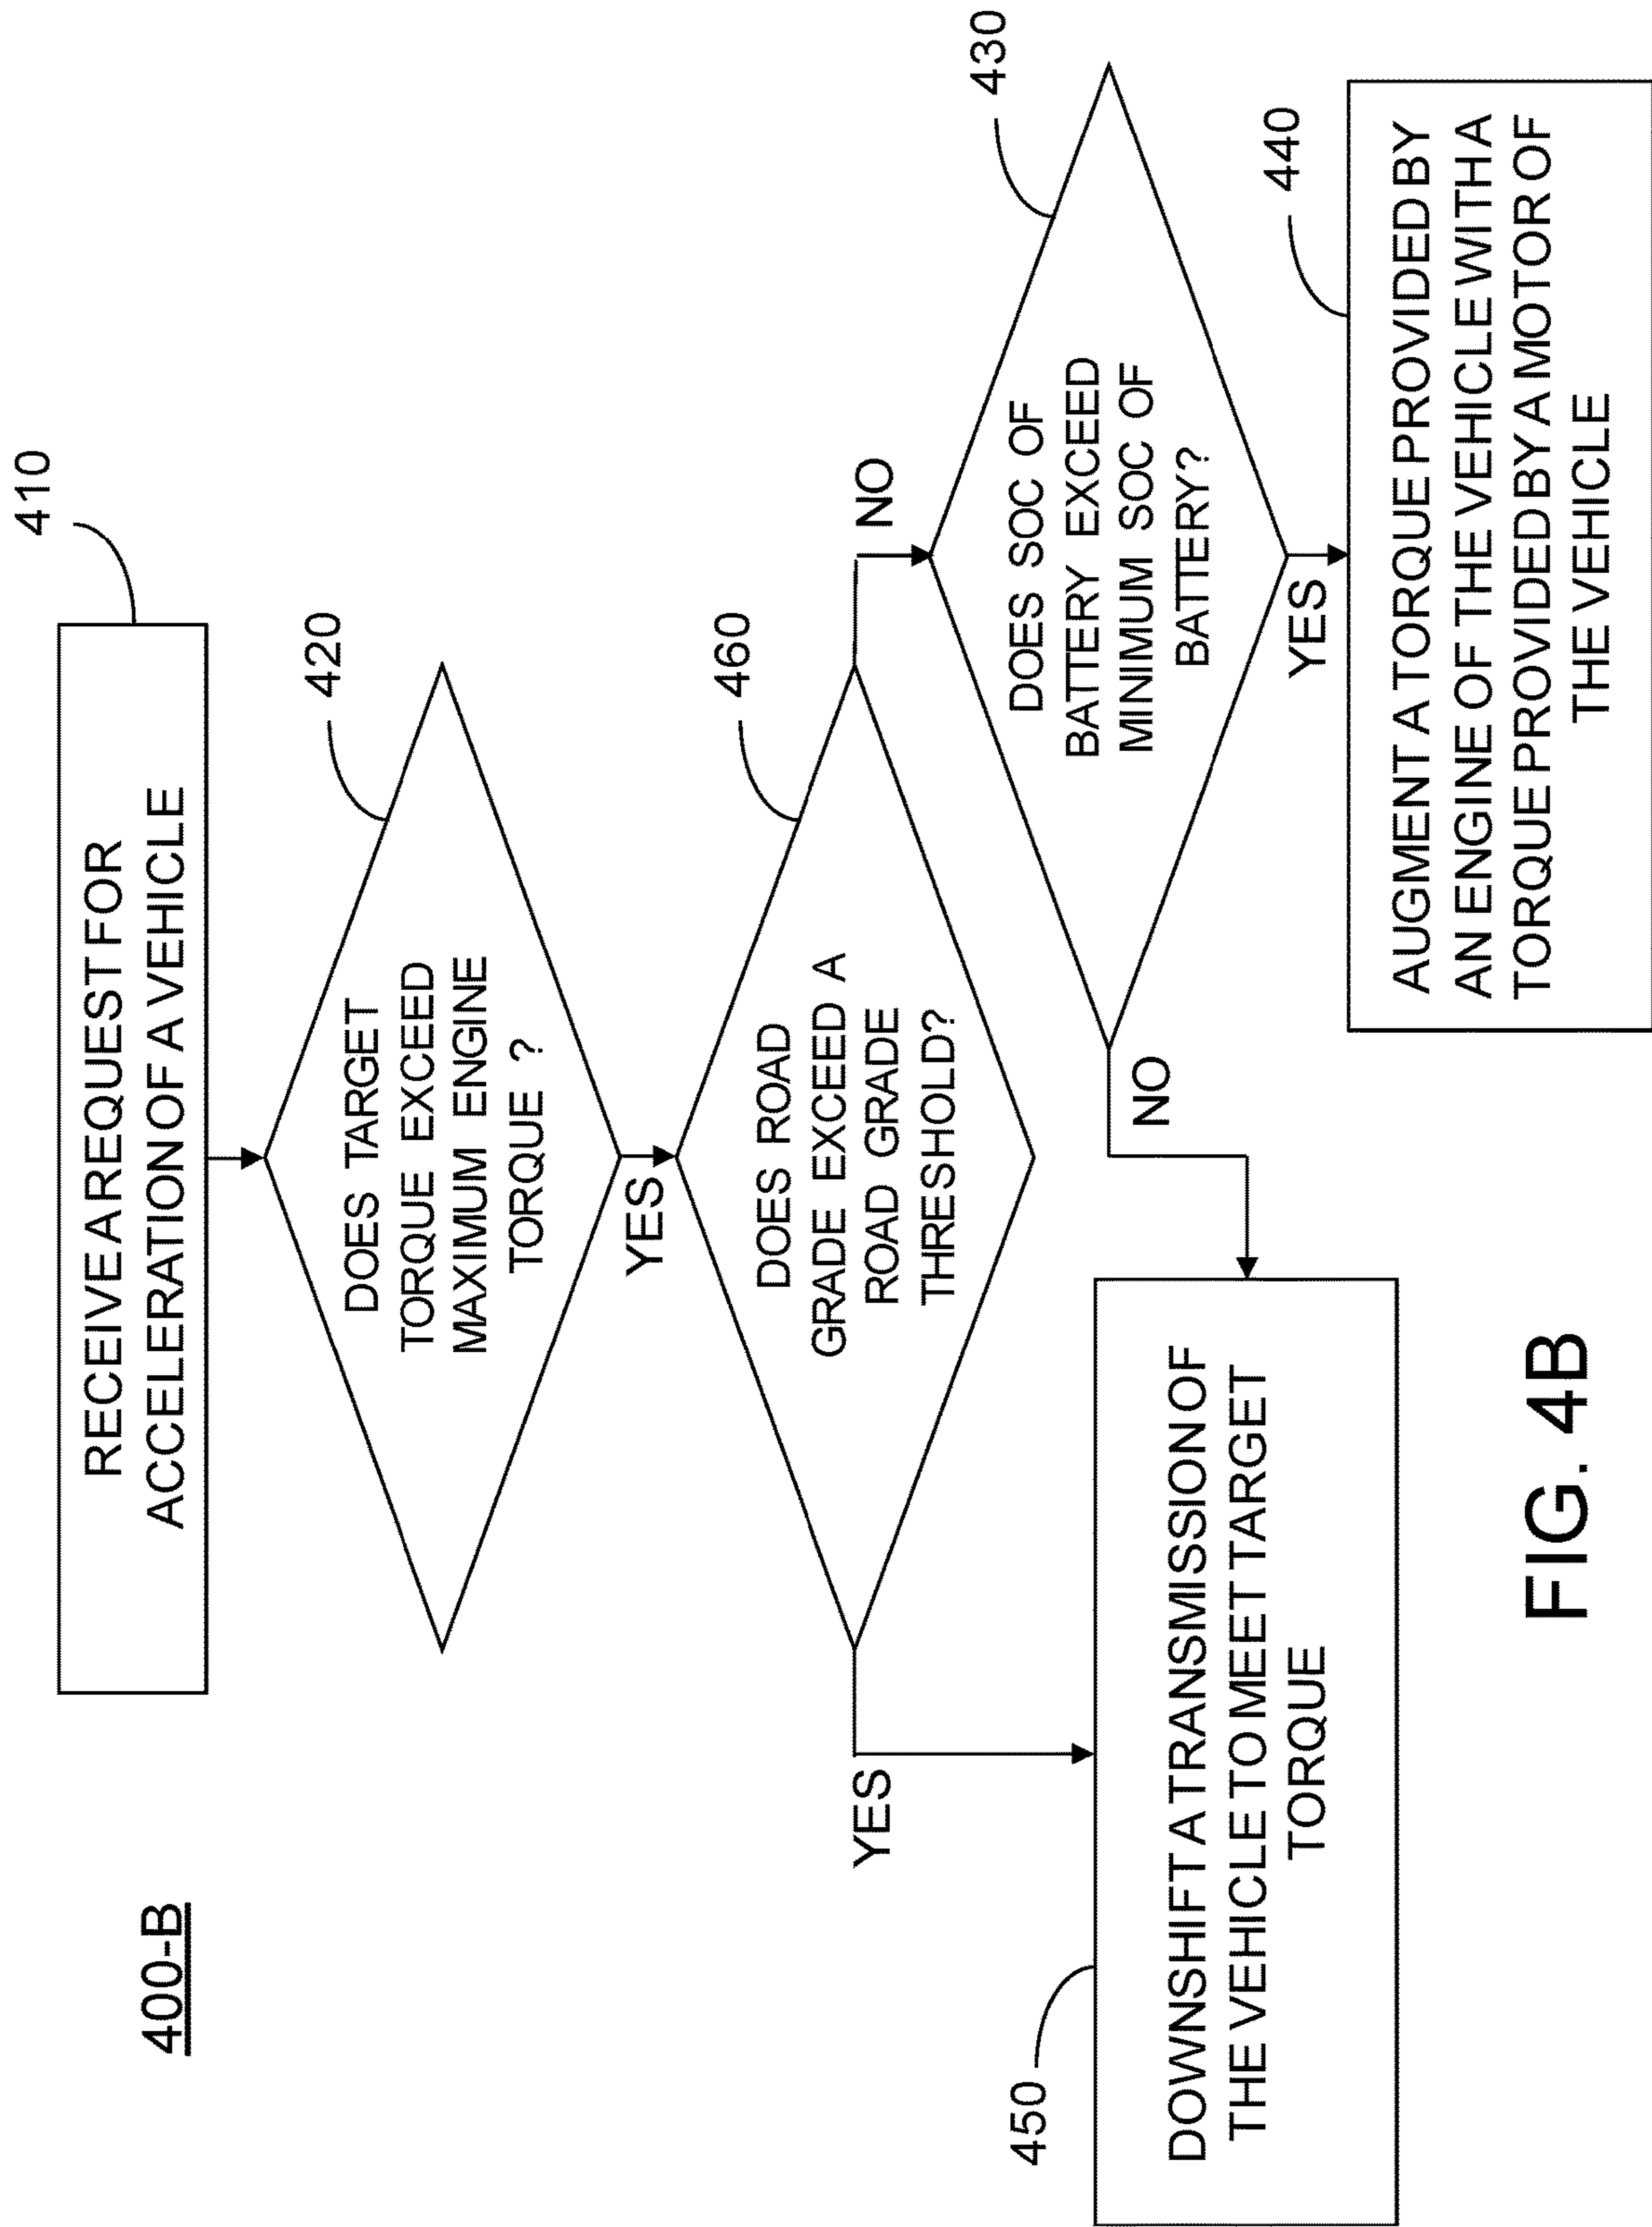 400-B
410
RECEIVE A REQUEST FOR
ACCELERATION OF A VEHICLE
420
DOES TARGET
TORQUE EXCEED
MAXIMUM ENGINE
TORQUE ?
YES
460
DOES ROAD
GRADE EXCEED A
ROAD GRADE
THRESHOLD?
YES
NO
430
DOES SOC OF
BATTERY EXCEED
MINIMUM SOC OF
BATTERY?
NO
YES
450
DOWNSHIFT A TRANSMISSION OF
THE VEHICLE TO MEET TARGET
TORQUE
440
AUGMENT A TORQUE PROVIDED BY
AN ENGINE OF THE VEHICLE WITH A
TORQUE PROVIDED BY A MOTOR OF
THE VEHICLE
FIG. 4B